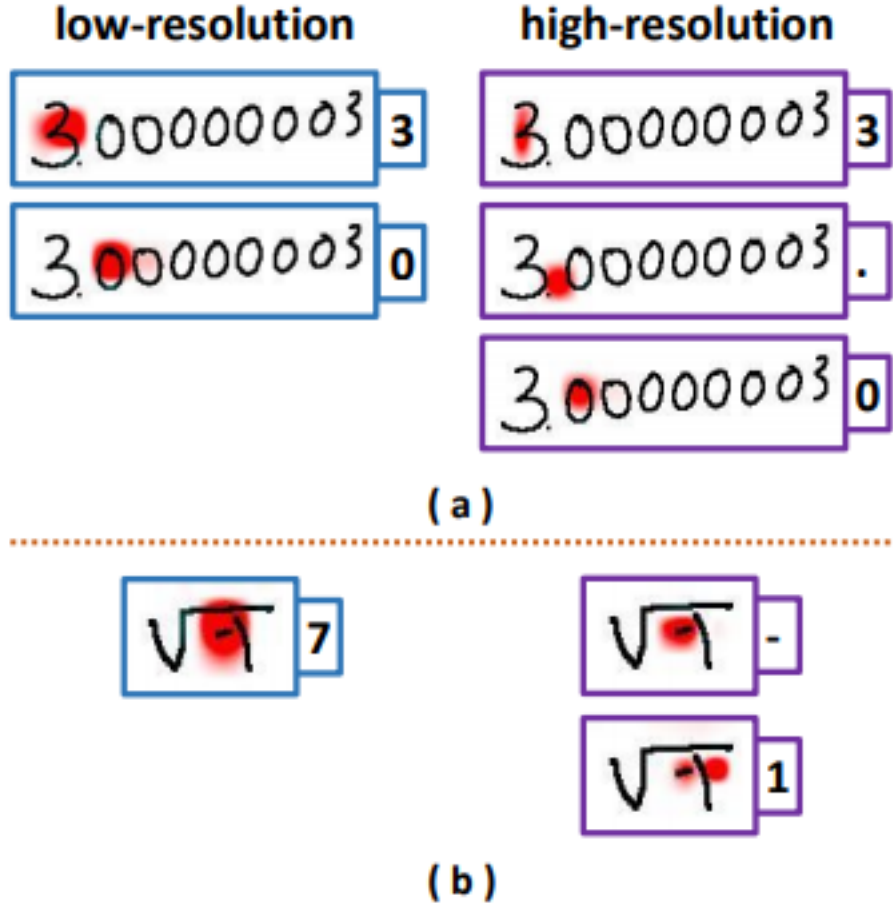 low-resolution high-resolution
3.00000003 3 3.00000003 3
3.00000003 0 3.00000003 .
3.00000003 0
( a )
√-1 7 √-1 -
√-1 1
( b )